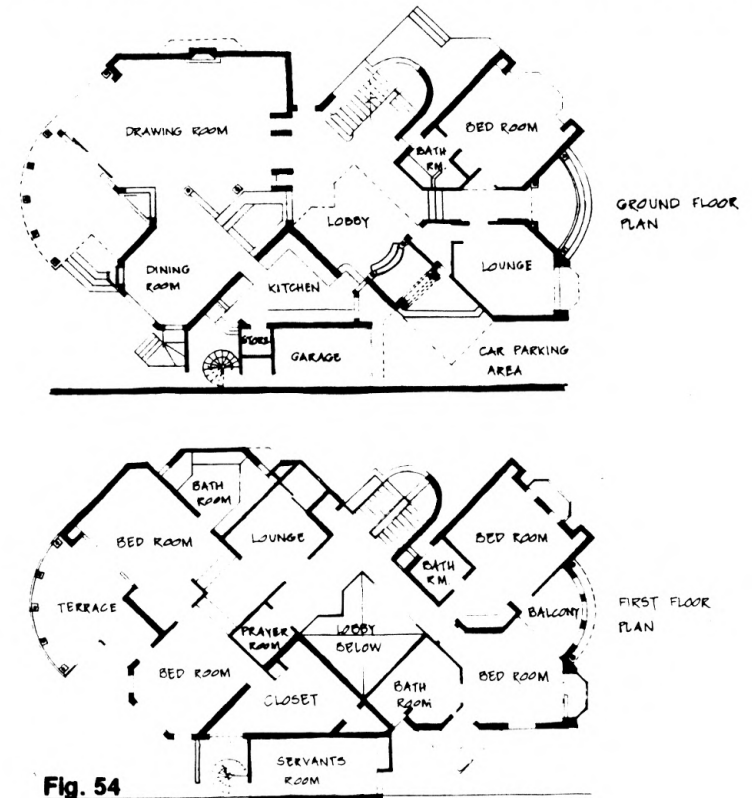 DRAWING ROOM
BED ROOM
BATH
RM.
GROUND FLOOR
PLAN
LOBBY
LOUNGE
DINING
ROOM
KITCHEN
STORE
GARAGE
CAR PARKING
AREA
BATH
ROOM
BED ROOM
LOUNGE
BED ROOM
BATH
RM.
TERRACE
BALCONY
FIRST FLOOR
PLAN
PRAYER
ROOM
LOBBY
BELOW
BED ROOM
BED ROOM
CLOSET
BATH
ROOM
SERVANTS
ROOM
Fig. 54